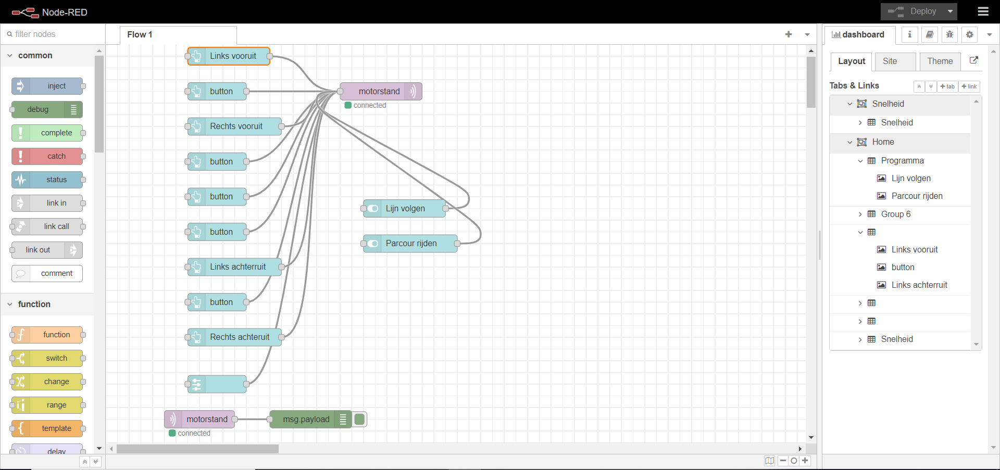 Node-RED
Deploy
filter nodes
common
inject
debug
complete
catch
status
link in
link call
link out
comment
function
function
switch
change
range
template
delay
Flow 1
Links vooruit
button
motorstand
connected
Rechts vooruit
button
button
Lijn volgen
button
Parcour rijden
Links achterruit
button
Rechts achteruit
motorstand
msg.payload
connected
dashboard
Layout
Site
Theme
Tabs & Links
tab
link
Snelheid
Snelheid
Home
Programma
Lijn volgen
Parcour rijden
Group 6
Links vooruit
button
Links achterruit
Snelheid